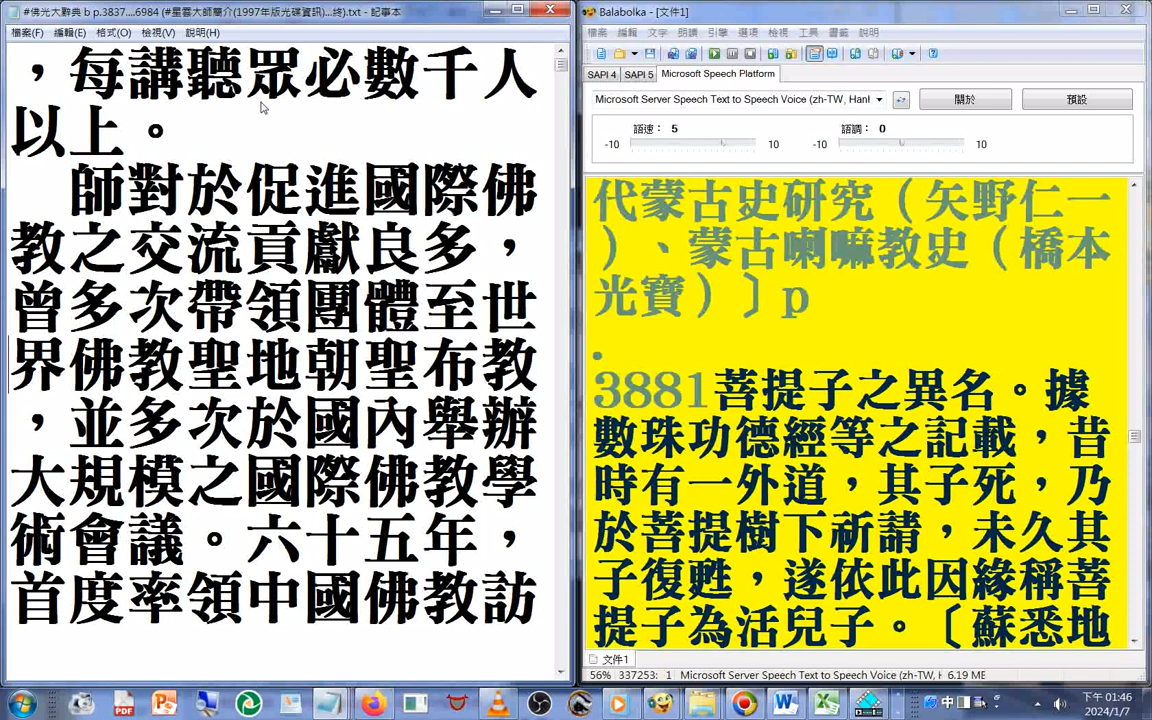 #佛光大辭典 b p.3837....6984 (#星雲大師簡介(1997年版光碟資訊)...終).txt - 記事本
檔案(F) 編輯(E) 格式(O) 檢視(V) 說明(H)
，每講聽眾必數千人
以上。
師對於促進國際佛
教之交流貢獻良多，
曾多次帶領團體至世
界佛教聖地朝聖布教
，並多次於國內舉辦
大規模之國際佛教學
術會議。六十五年，
首度率領中國佛教訪
Balabolka - [文件1]
檔案 編輯 文字 朗讀 引擎 選項 檢視 工具 書籤 說明
SAPI 4 SAPI 5 Microsoft Speech Platform
Microsoft Server Speech Text to Speech Voice (zh-TW, HanH
關於 預設
語速： 5 語調： 0
-10 10 -10 10
代蒙古史研究（矢野仁一
）、蒙古喇嘛教史（橋本
光寶）〕p
.
3881菩提子之異名。據
數珠功德經等之記載，昔
時有一外道，其子死，乃
於菩提樹下祈請，未久其
子復甦，遂依此因緣稱菩
提子為活兒子。〔蘇悉地
文件1
56% 337253: 1 Microsoft Server Speech Text to Speech Voice (zh-TW, H 6.19 ME
中
下午 01:46
2024/1/7